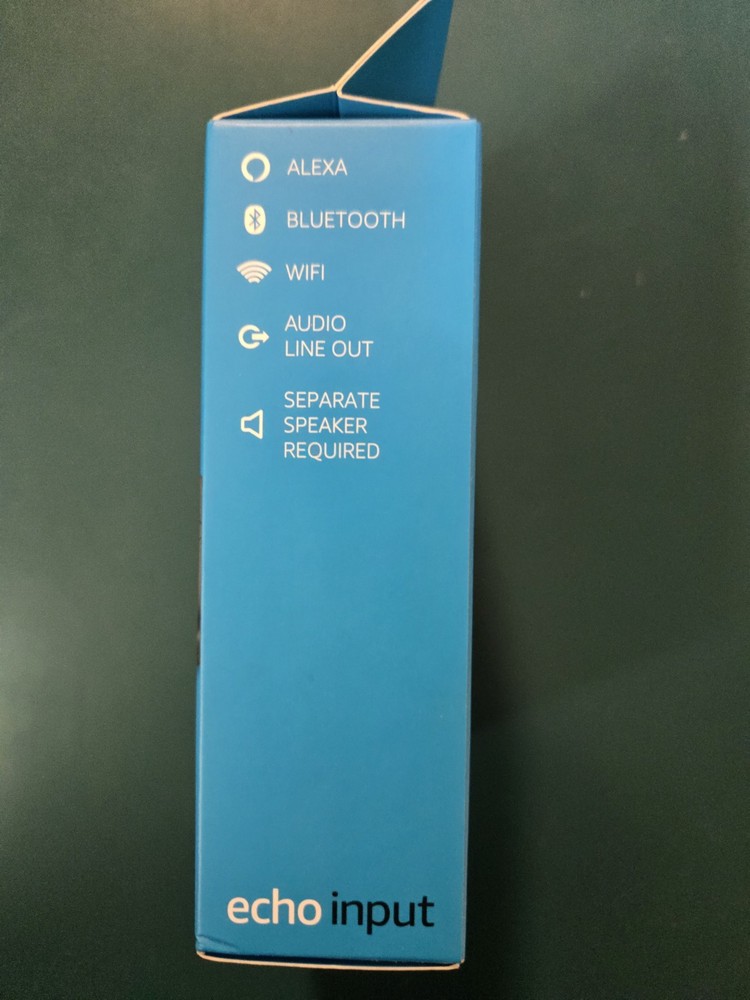 ALEXA
BLUETOOTH
WIFI
AUDIO
LINE OUT
SEPARATE
SPEAKER
REQUIRED
echo input